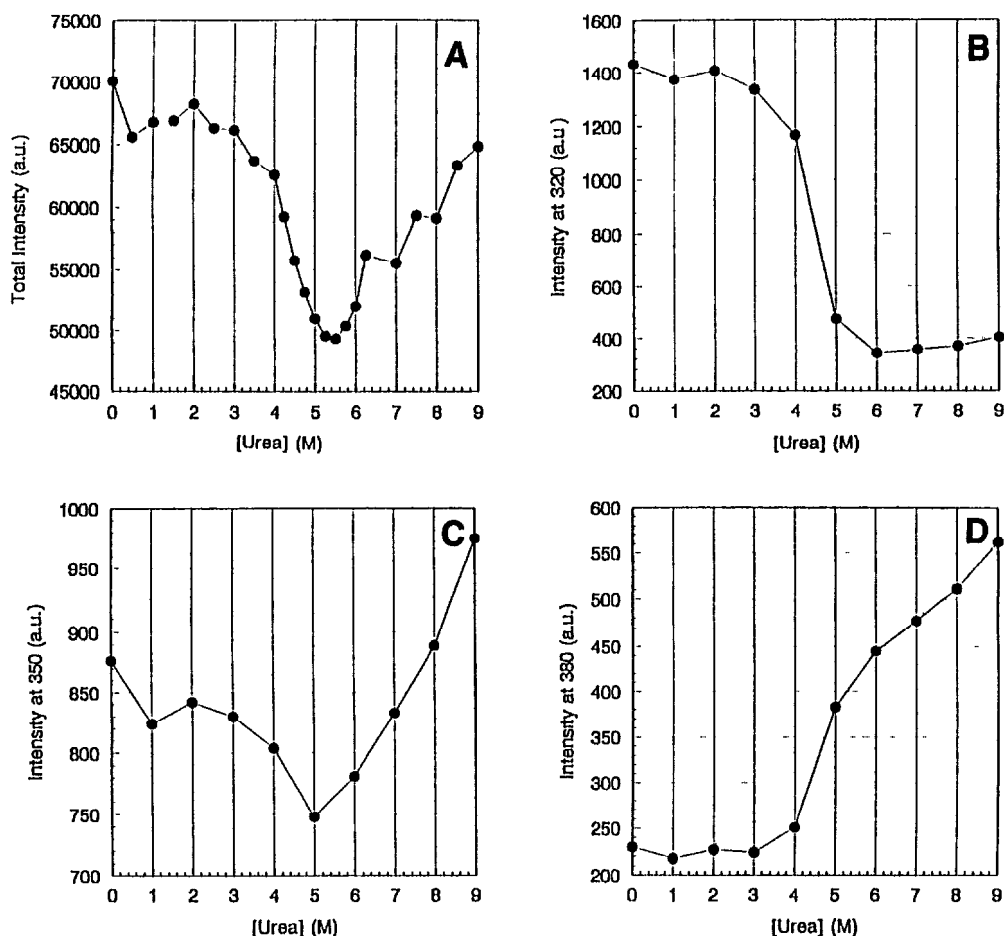 A
Total Intensity (a.u.)
75000
70000
65000
60000
55000
50000
45000
0 1 2 3 4 5 6 7 8 9
[Urea] (M)
B
Intensity at 320 (a.u.)
1600
1400
1200
1000
800
600
400
200
0 1 2 3 4 5 6 7 8 9
[Urea] (M)
C
Intensity at 350 (a.u.)
1000
950
900
850
800
750
700
0 1 2 3 4 5 6 7 8 9
[Urea] (M)
D
Intensity at 380 (a.u.)
600
550
500
450
400
350
300
250
200
0 1 2 3 4 5 6 7 8 9
[Urea] (M)